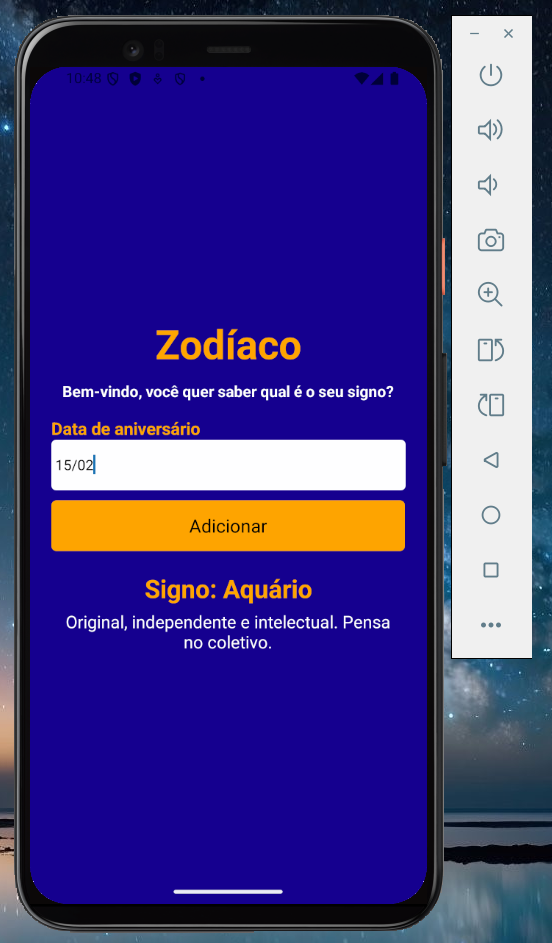 10:48
Zodíaco
Bem-vindo, você quer saber qual é o seu signo?
Data de aniversário
15/02
Adicionar
Signo: Aquário
Original, independente e intelectual. Pensa
no coletivo.